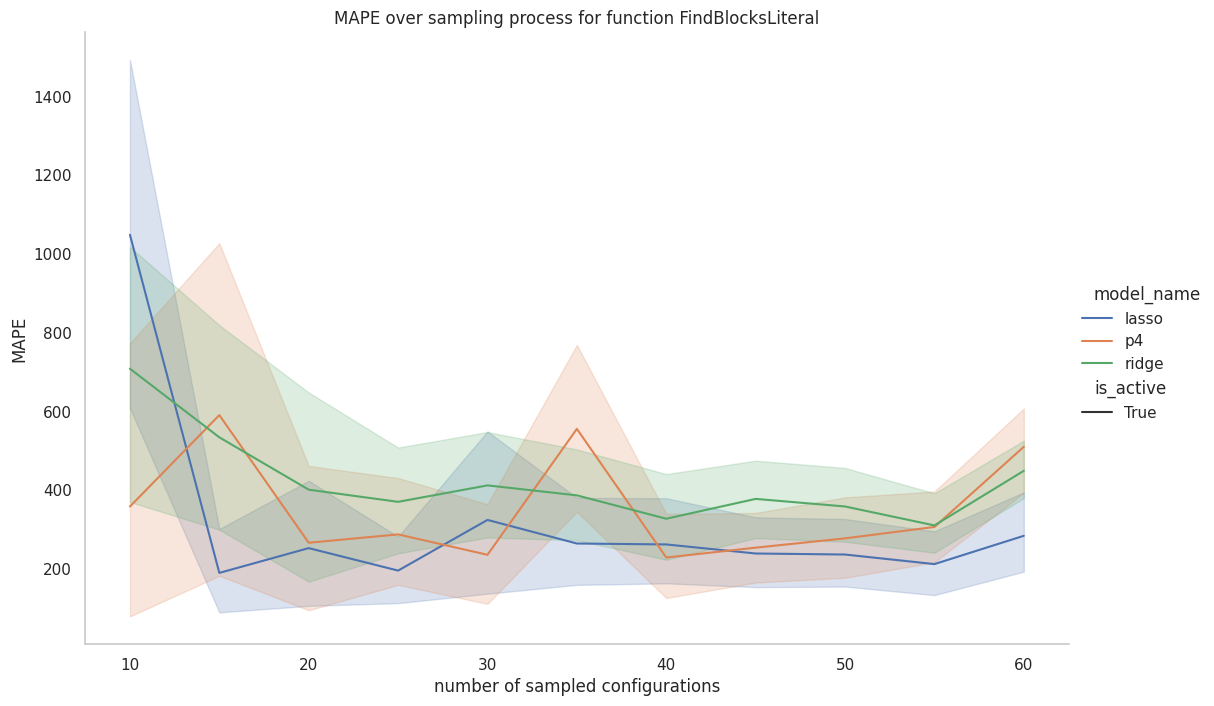 MAPE over sampling process for function FindBlocksLiteral
MAPE
1400
1200
1000
800
600
400
200
10
20
30
40
50
60
number of sampled configurations
model_name
lasso
p4
ridge
is_active
True